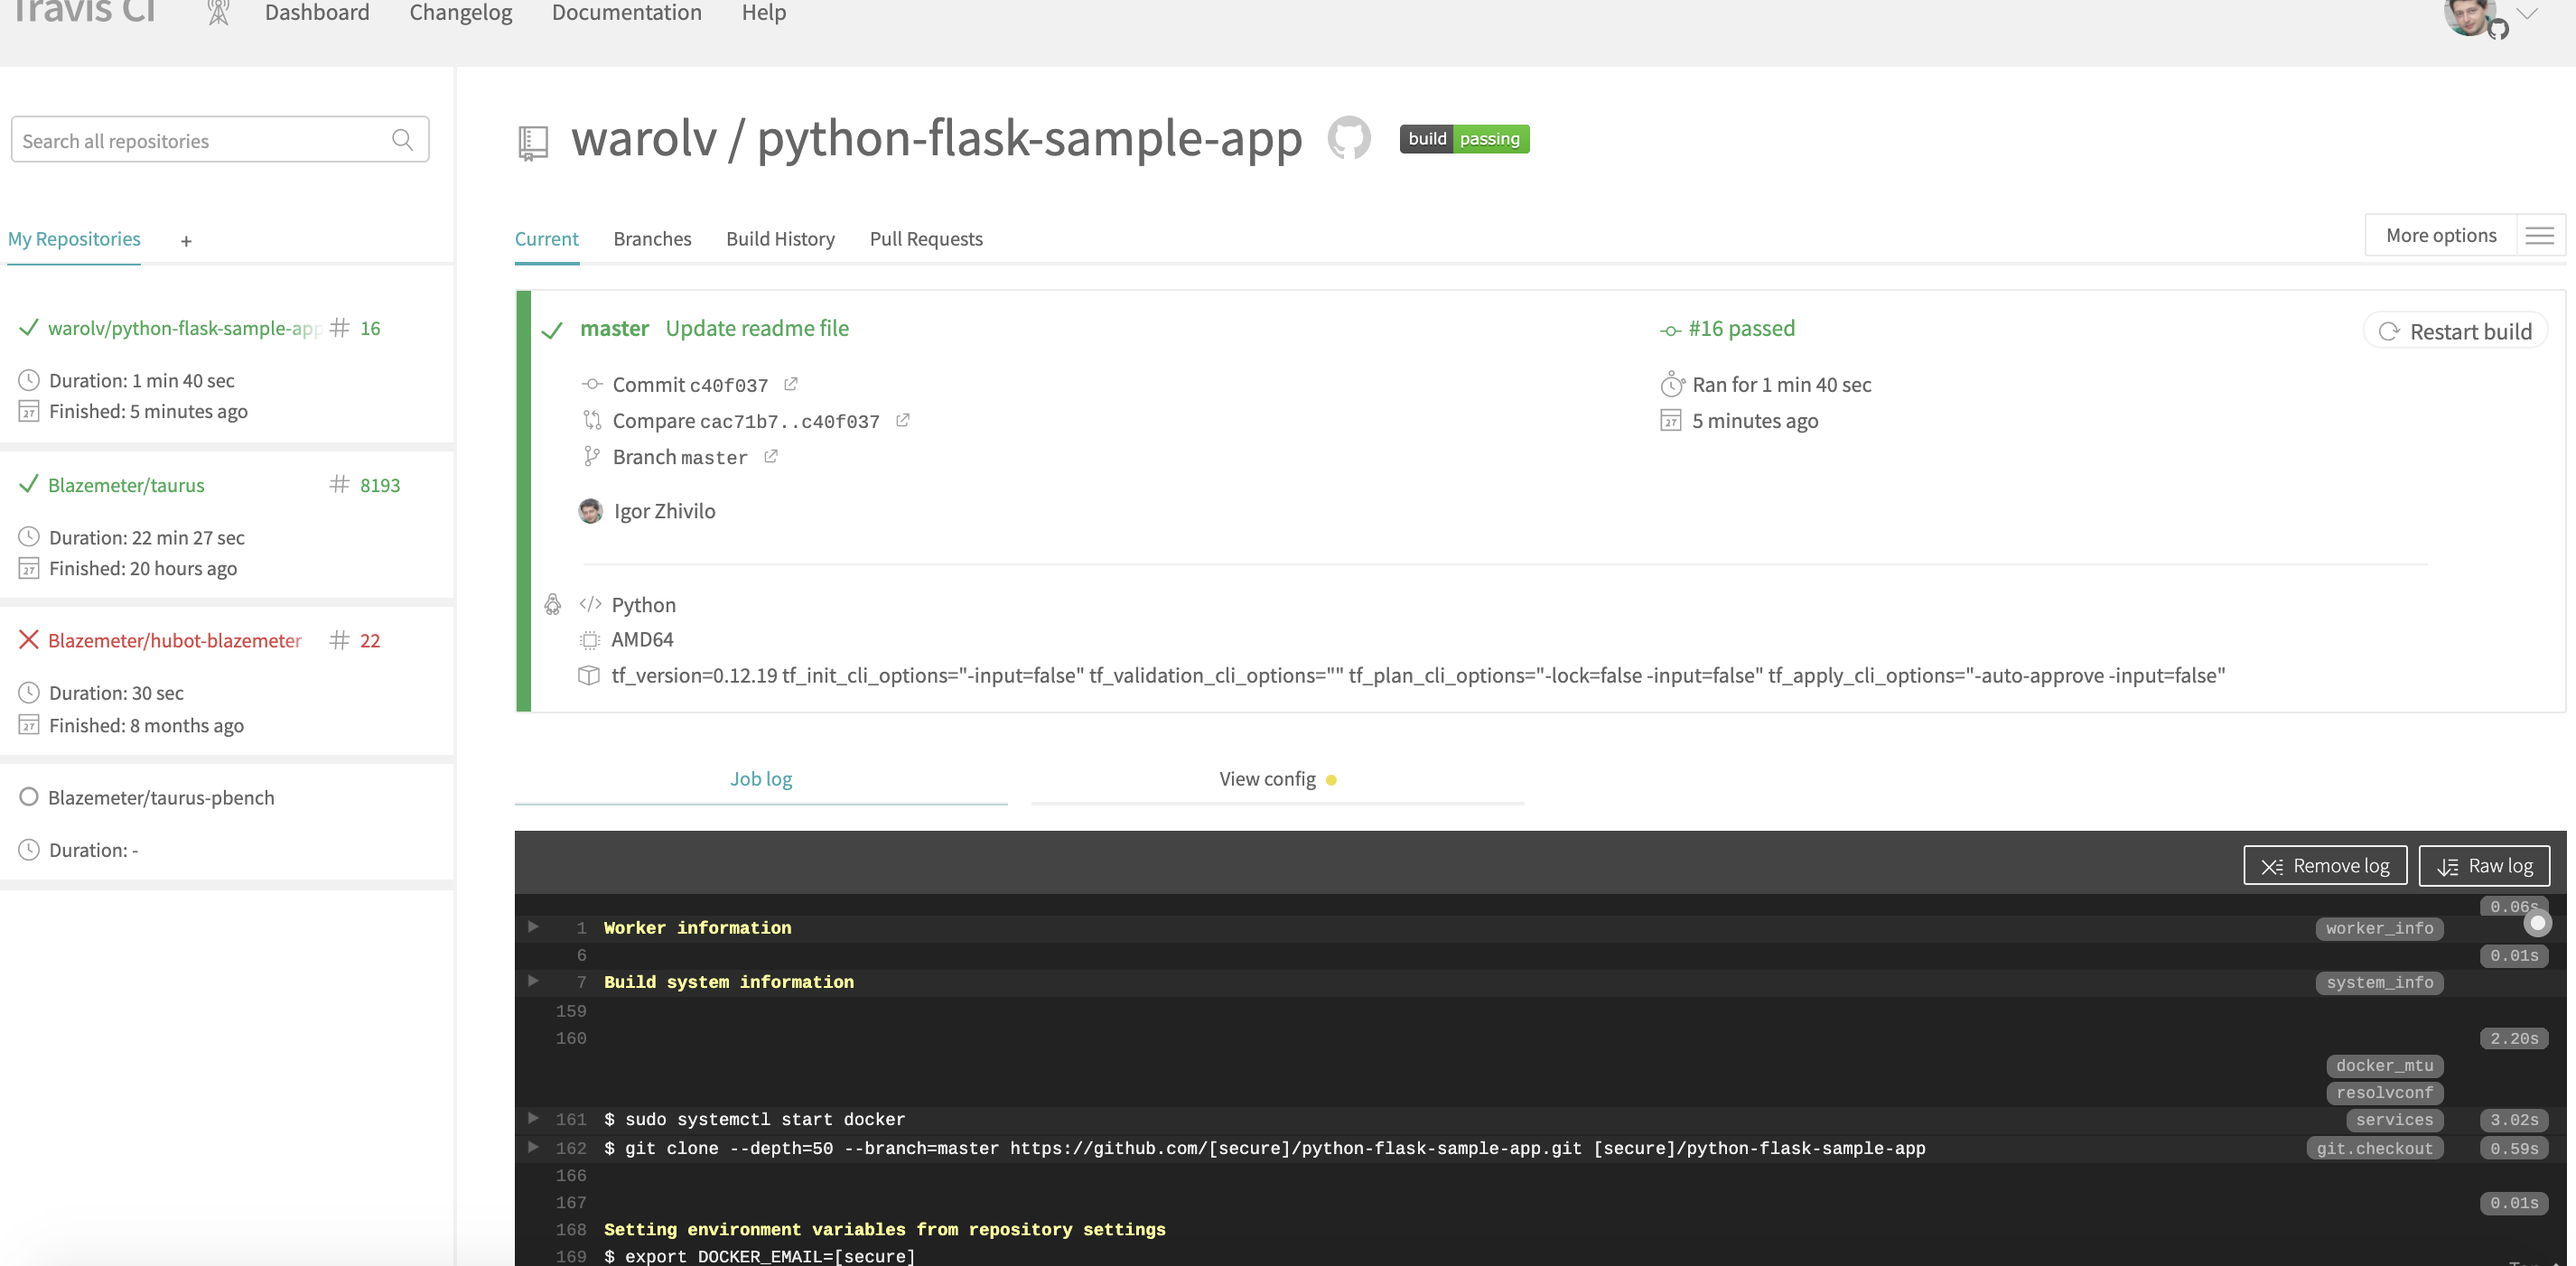 Travis CI Dashboard Changelog Documentation Help
Search all repositories
My Repositories +
warolv/python-flask-sample-app # 16
Duration: 1 min 40 sec
Finished: 5 minutes ago
Blazemeter/taurus # 8193
Duration: 22 min 27 sec
Finished: 20 hours ago
Blazemeter/hubot-blazemeter # 22
Duration: 30 sec
Finished: 8 months ago
Blazemeter/taurus-pbench
Duration: -
warolv / python-flask-sample-app build passing
Current Branches Build History Pull Requests More options
master Update readme file
Commit c40f037
Compare cac71b7..c40f037
Branch master
Igor Zhivilo
#16 passed
Ran for 1 min 40 sec
5 minutes ago
Restart build
</> Python
AMD64
tf_version=0.12.19 tf_init_cli_options="-input=false" tf_validation_cli_options="" tf_plan_cli_options="-lock=false -input=false" tf_apply_cli_options="-auto-approve -input=false"
Job log View config
Remove log Raw log
0.06s
1 Worker information worker_info
6 0.01s
7 Build system information system_info
159
160 2.20s
docker_mtu
resolvconf
161 $ sudo systemctl start docker services 3.02s
162 $ git clone --depth=50 --branch=master https://github.com/[secure]/python-flask-sample-app.git [secure]/python-flask-sample-app git.checkout 0.59s
166
167 0.01s
168 Setting environment variables from repository settings
169 $ export DOCKER_EMAIL=[secure]